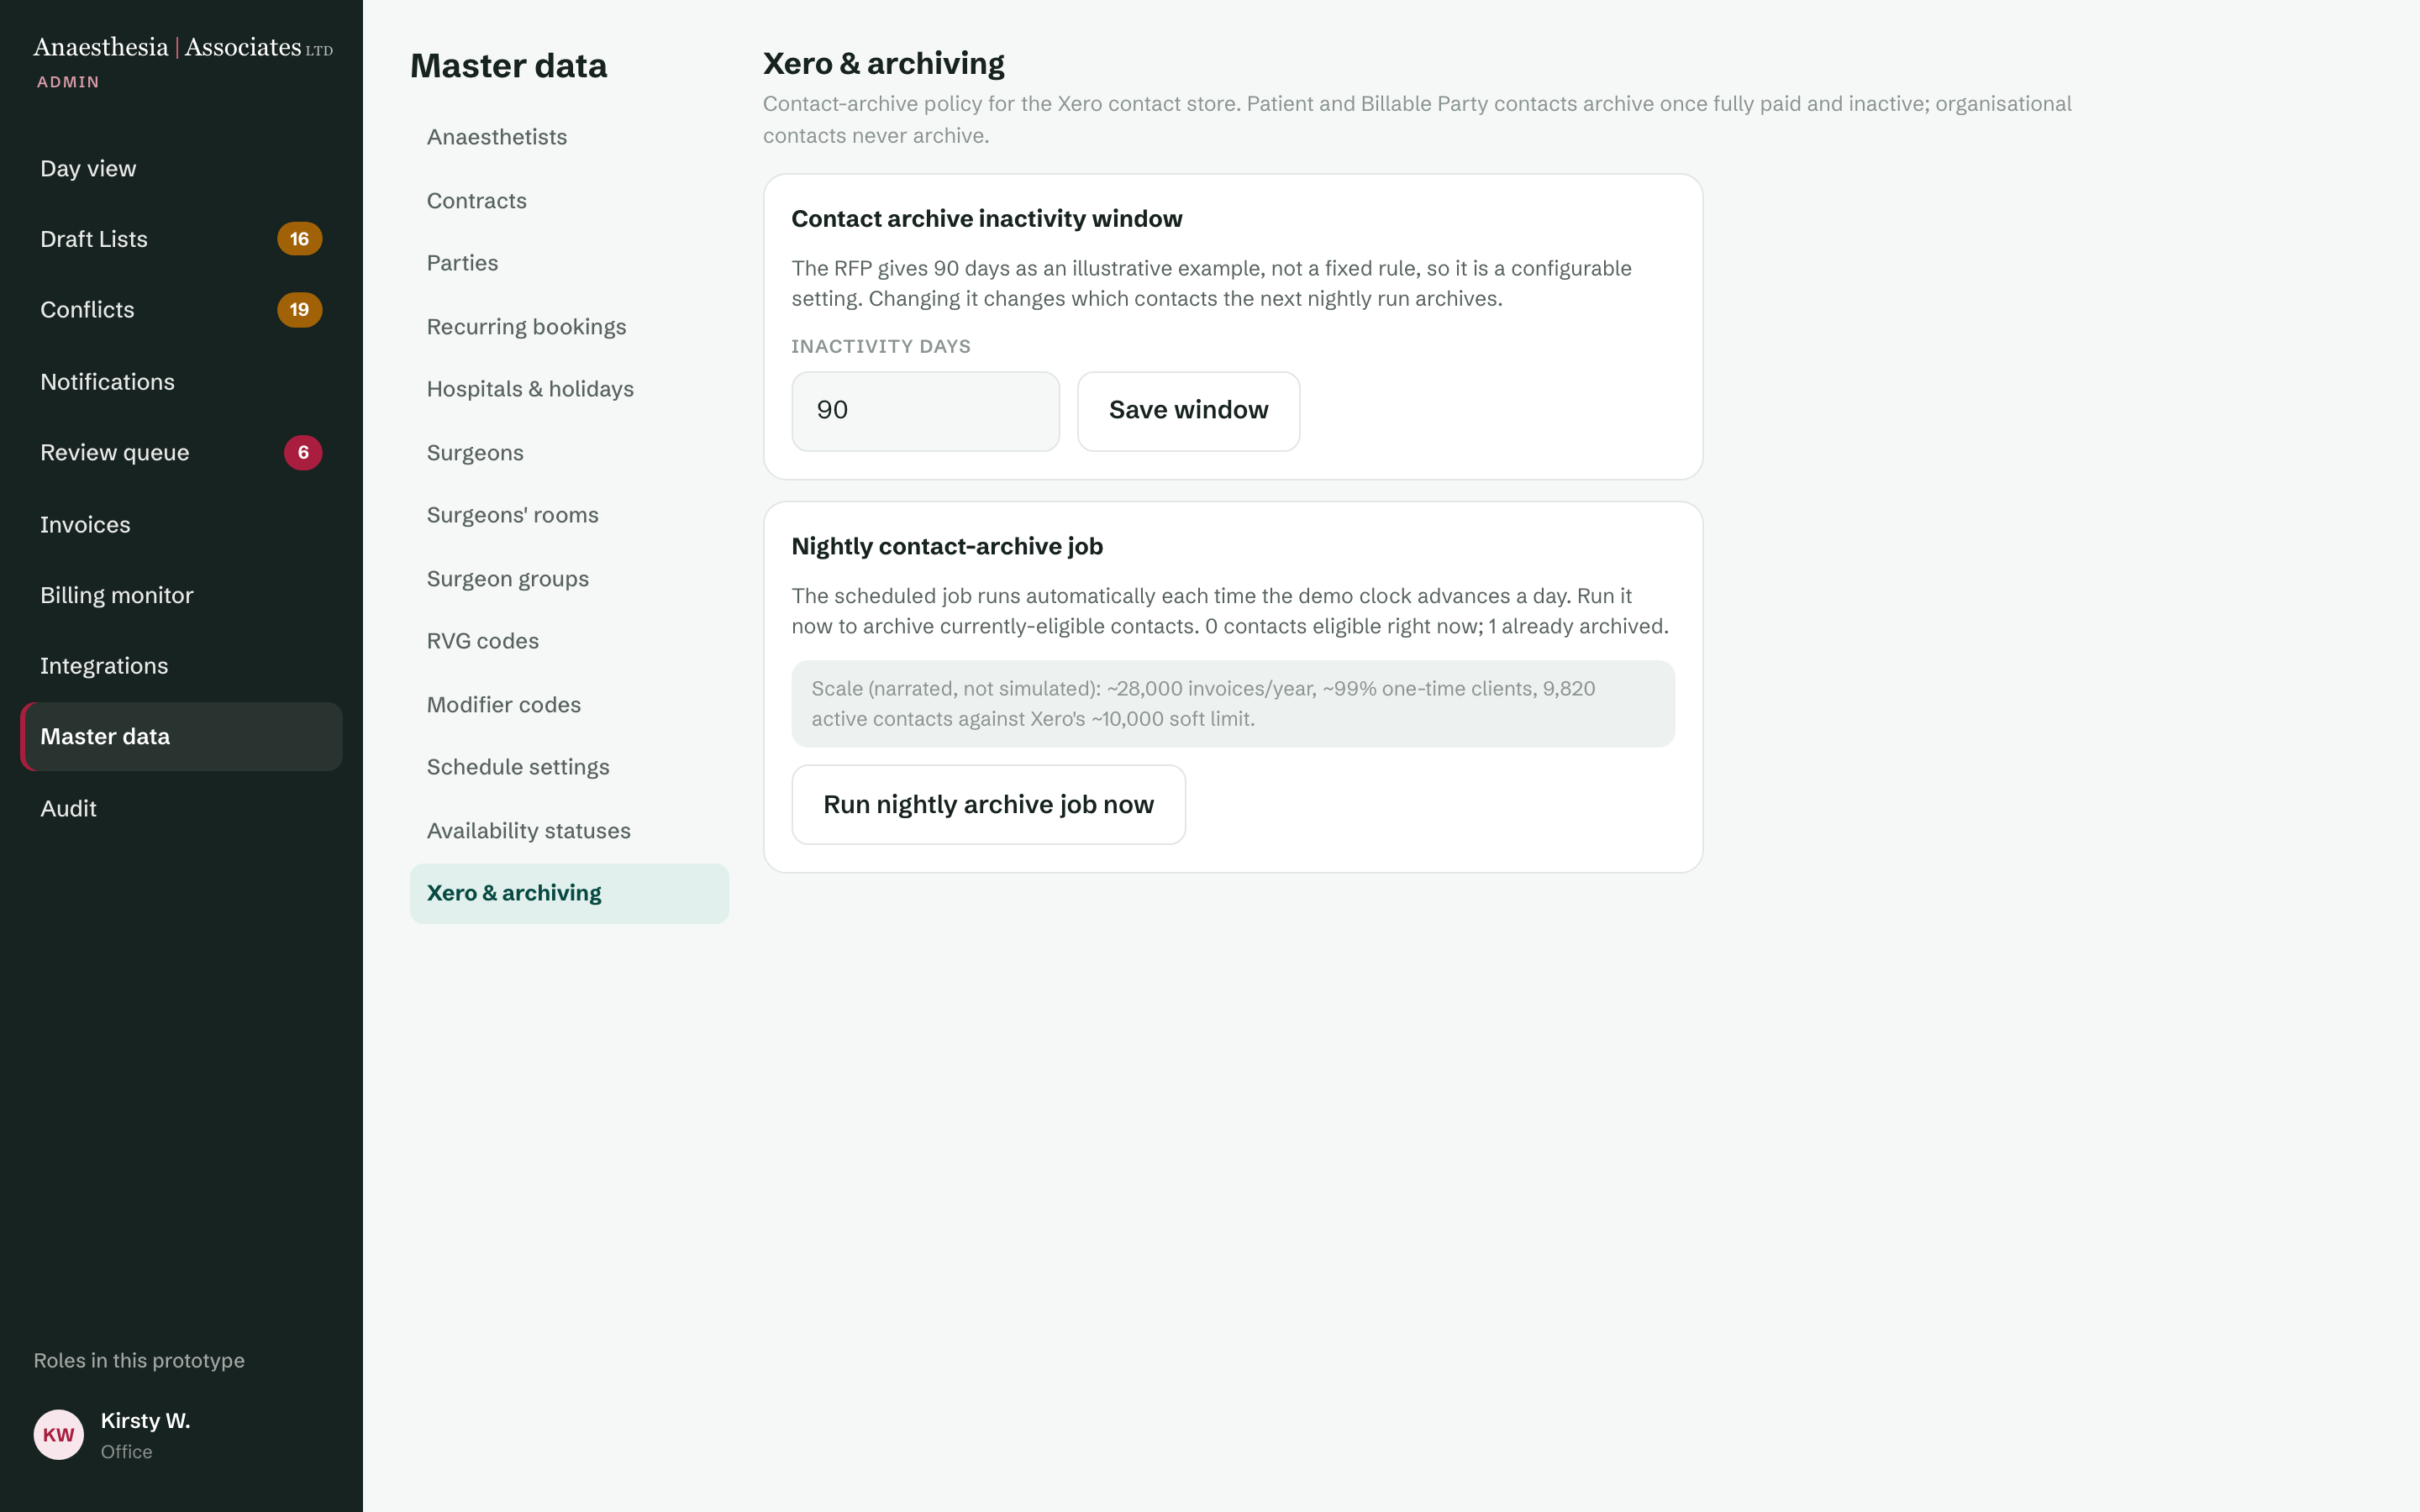 Anaesthesia | Associates LTD
ADMIN
Day view
Draft Lists 16
Conflicts 19
Notifications
Review queue 6
Invoices
Billing monitor
Integrations
Master data
Audit
Roles in this prototype
KW
Kirsty W.
Office
Master data
Anaesthetists
Contracts
Parties
Recurring bookings
Hospitals & holidays
Surgeons
Surgeons' rooms
Surgeon groups
RVG codes
Modifier codes
Schedule settings
Availability statuses
Xero & archiving
Xero & archiving
Contact-archive policy for the Xero contact store. Patient and Billable Party contacts archive once fully paid and inactive; organisational
contacts never archive.
Contact archive inactivity window
The RFP gives 90 days as an illustrative example, not a fixed rule, so it is a configurable
setting. Changing it changes which contacts the next nightly run archives.
INACTIVITY DAYS
90
Save window
Nightly contact-archive job
The scheduled job runs automatically each time the demo clock advances a day. Run it
now to archive currently-eligible contacts. 0 contacts eligible right now; 1 already archived.
Scale (narrated, not simulated): ~28,000 invoices/year, ~99% one-time clients, 9,820
active contacts against Xero's ~10,000 soft limit.
Run nightly archive job now